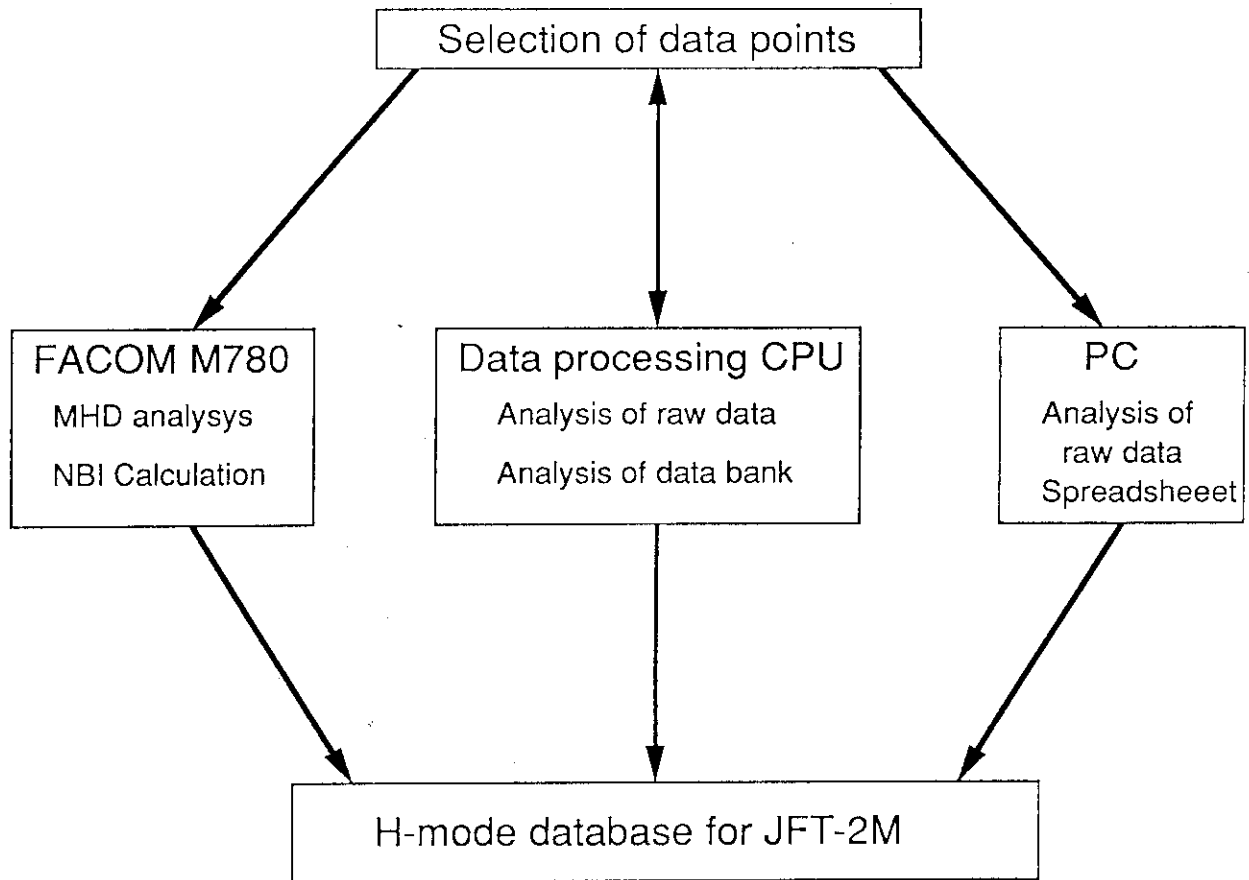 Selection of data points
FACOM M780
MHD analysys
NBI Calculation
Data processing CPU
Analysis of raw data
Analysis of data bank
PC
Analysis of
raw data
Spreadsheeet
H-mode database for JFT-2M